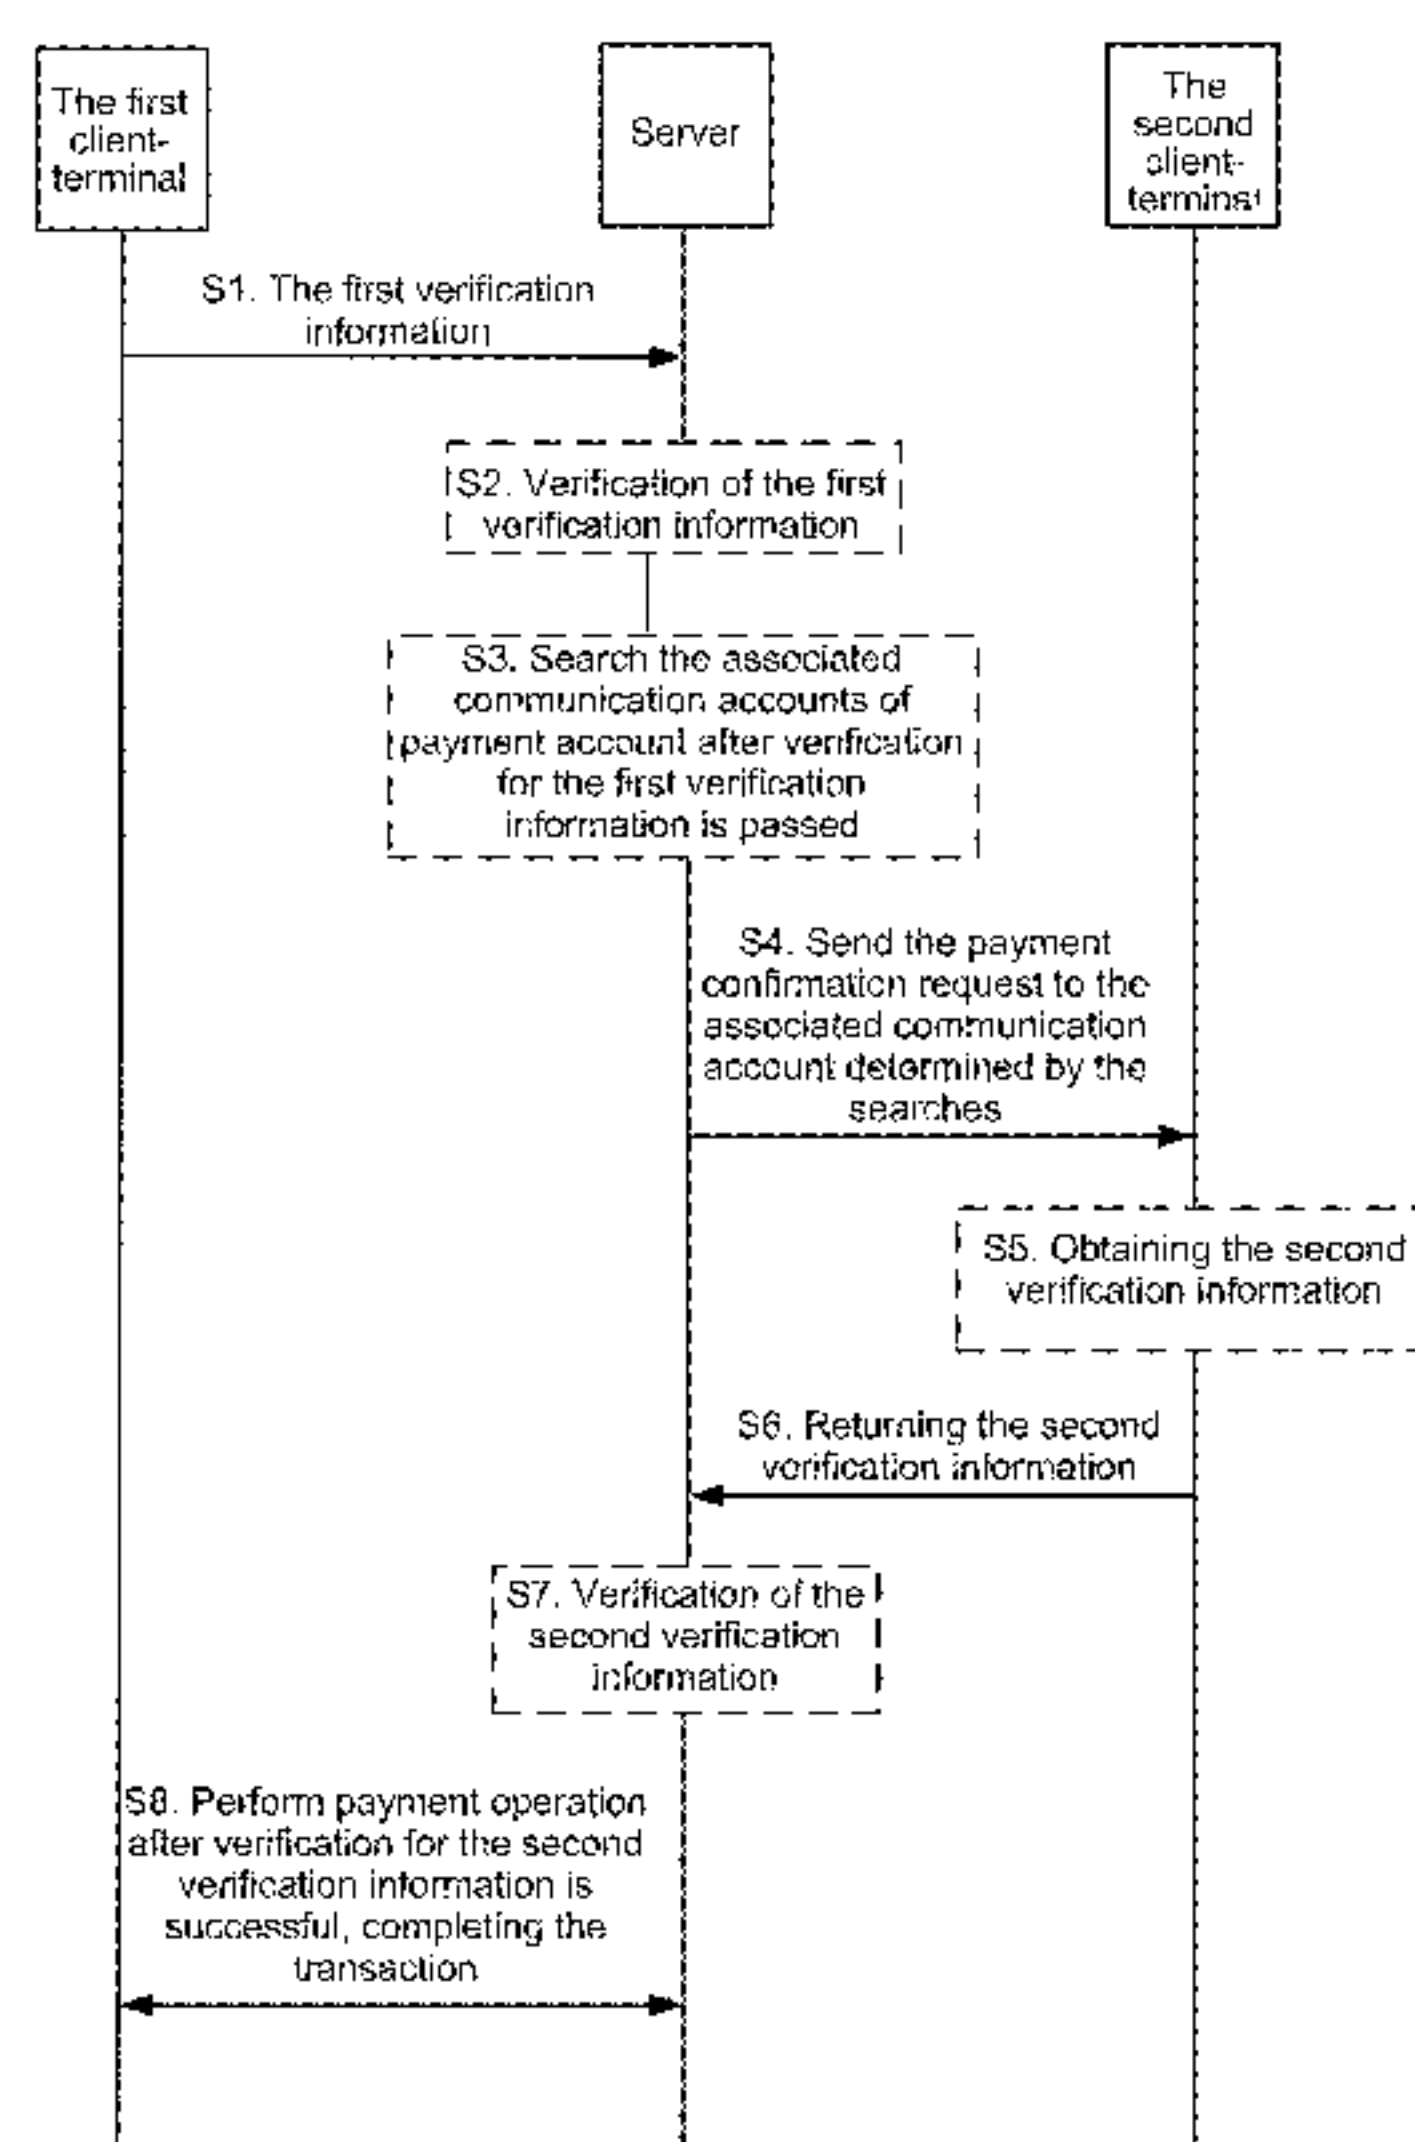 The first
client-
terminal
Server
The
second
client-
terminal
S1. The first verification
information
S2. Verification of the first
verification information
S3. Search the associated
communication accounts of
payment account after verification
for the first verification
information is passed
S4. Send the payment
confirmation request to the
associated communication
account determined by the
searches
S5. Obtaining the second
verification information
S6. Returning the second
verification information
S7. Verification of the
second verification
information
S8. Perform payment operation
after verification for the second
verification information is
successful, completing the
transaction